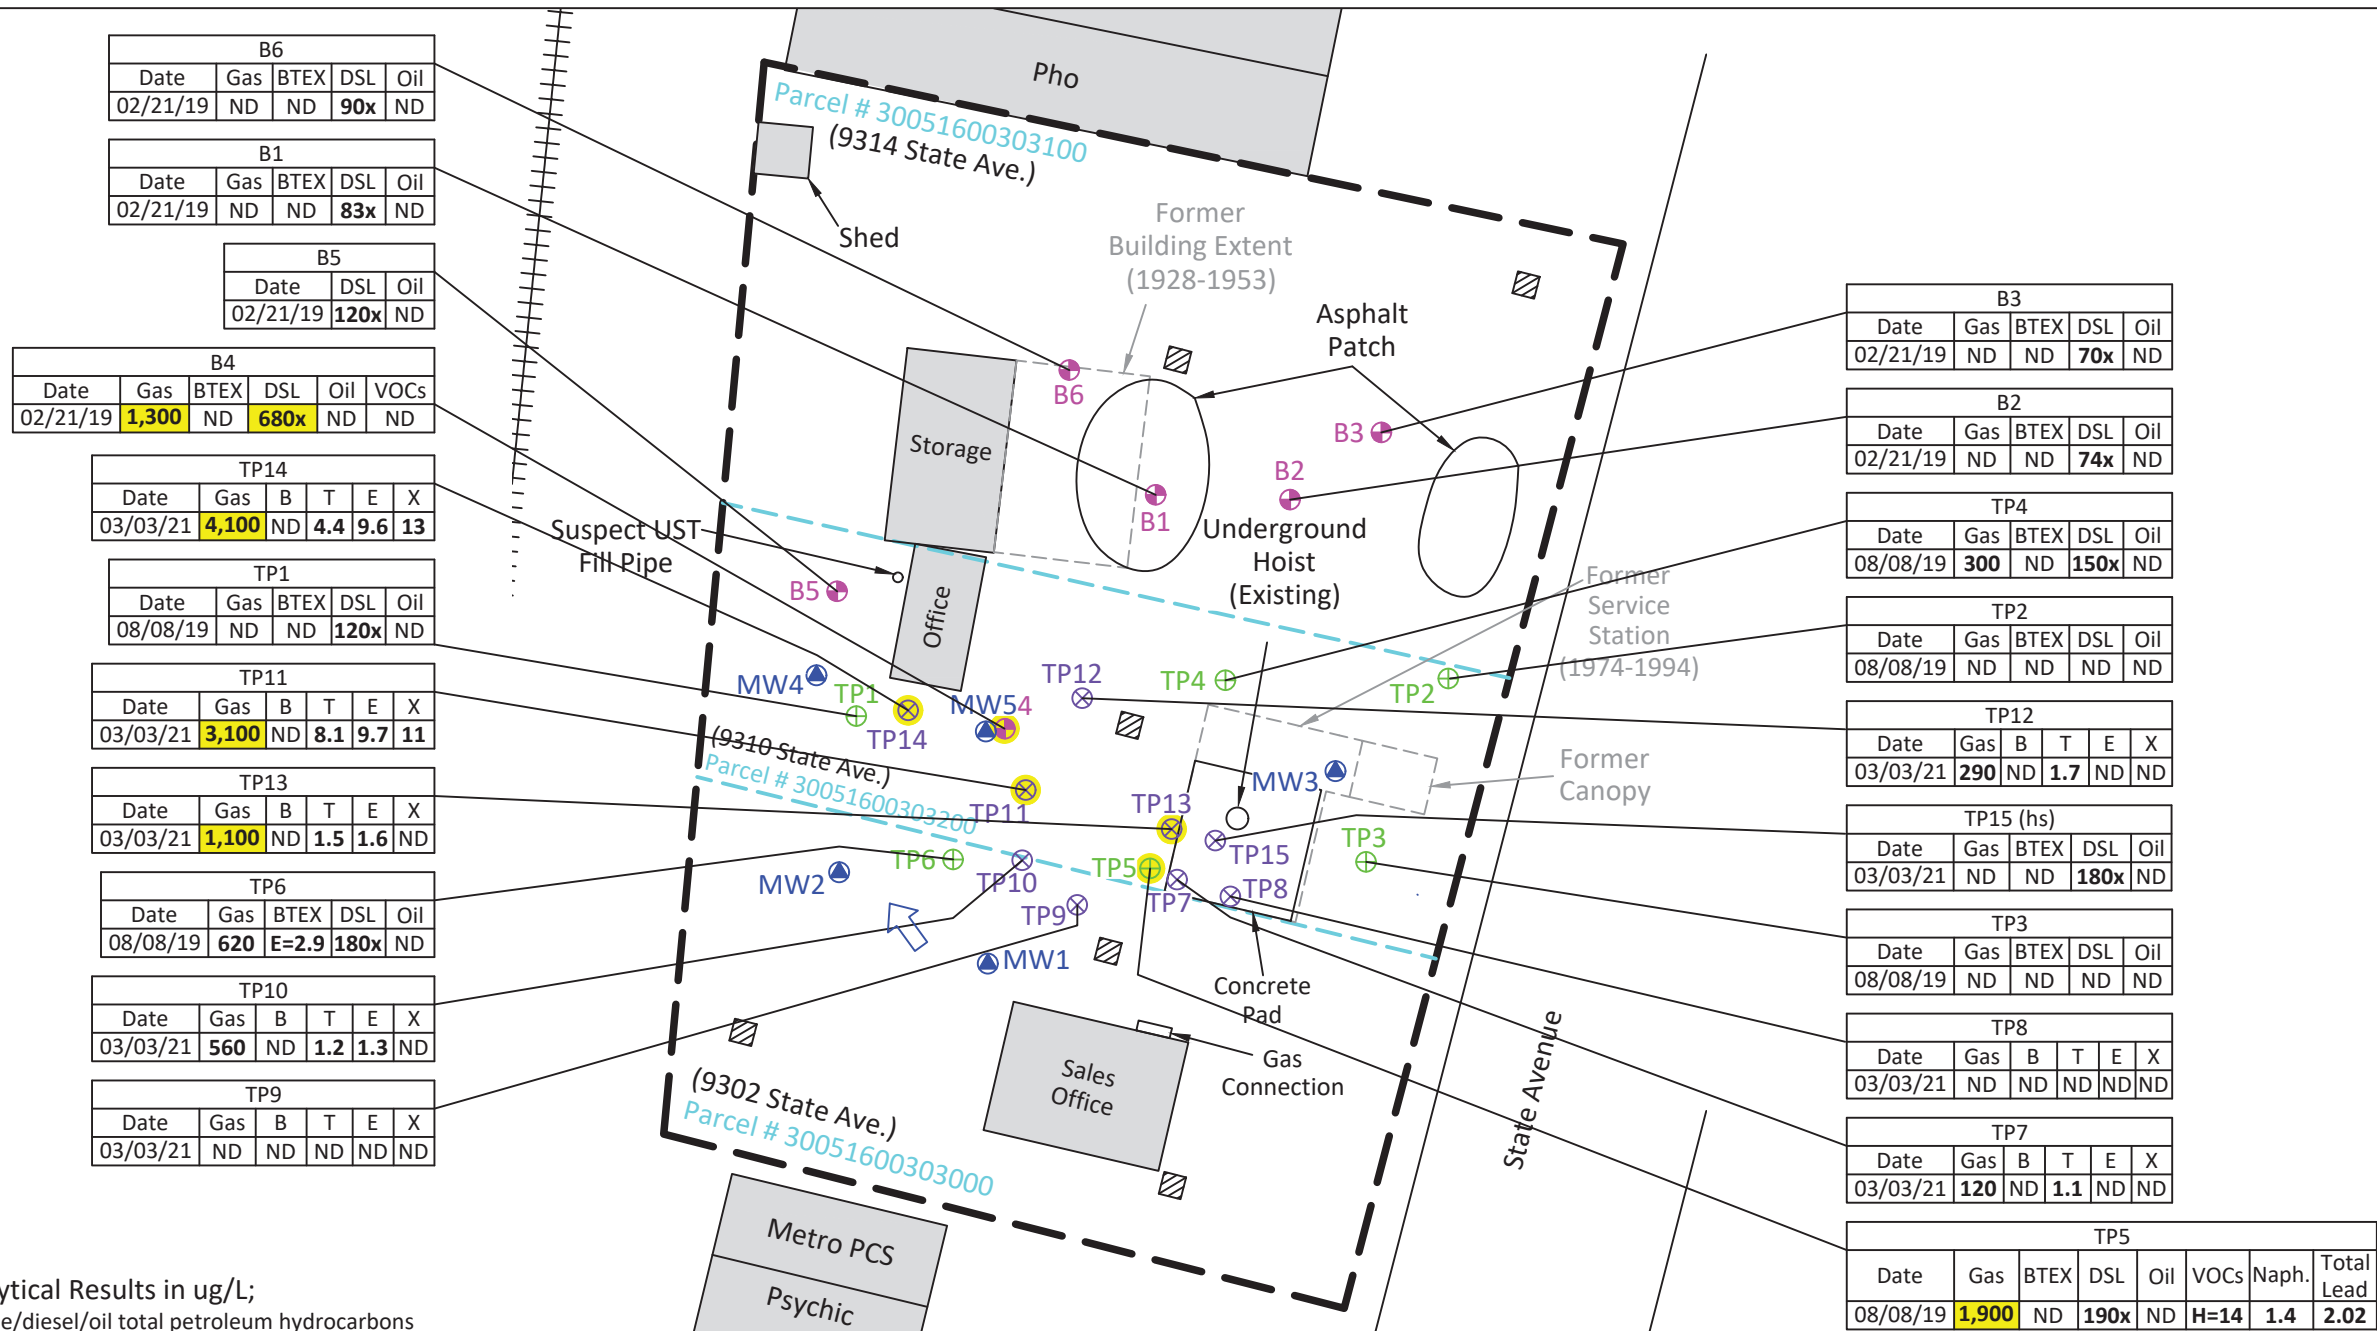 B6
Date Gas BTEX DSL Oil
02/21/19 ND ND 90x ND
B1
Date Gas BTEX DSL Oil
02/21/19 ND ND 83x ND
B5
Date DSL Oil
02/21/19 120x ND
B4
Date Gas BTEX DSL Oil VOCs
02/21/19 1,300 ND 680x ND ND
TP14
Date Gas B T E X
03/03/21 4,100 ND 4.4 9.6 13
TP1
Date Gas BTEX DSL Oil
08/08/19 ND ND 120x ND
TP11
Date Gas B T E X
03/03/21 3,100 ND 8.1 9.7 11
TP13
Date Gas B T E X
03/03/21 1,100 ND 1.5 1.6 ND
TP6
Date Gas BTEX DSL Oil
08/08/19 620 E=2.9 180x ND
TP10
Date Gas B T E X
03/03/21 560 ND 1.2 1.3 ND
TP9
Date Gas B T E X
03/03/21 ND ND ND ND ND
ytical Results in ug/L;
e/diesel/oil total petroleum hydrocarbons
Pho
Parcel # 30051600303100
(9314 State Ave.)
Shed
Former
Building Extent
(1928-1953)
Asphalt
Patch
B6
Storage
B3
B2
B1
Underground
Hoist
(Existing)
Suspect UST
Fill Pipe
B5
Office
Former
Service
Station
(1974-1994)
MW4
TP1
TP14
MW54
TP12
TP4
TP2
(9310 State Ave.)
Parcel # 30051600303200
TP11
TP13
MW3
Former
Canopy
TP15
TP3
TP6
TP10
TP5
TP7
TP8
MW2
TP9
MW1
Concrete
Pad
Gas
Connection
Sales
Office
State Avenue
(9302 State Ave.)
Parcel # 30051600303000
Metro PCS
Psychic
B3
Date Gas BTEX DSL Oil
02/21/19 ND ND 70x ND
B2
Date Gas BTEX DSL Oil
02/21/19 ND ND 74x ND
TP4
Date Gas BTEX DSL Oil
08/08/19 300 ND 150x ND
TP2
Date Gas BTEX DSL Oil
08/08/19 ND ND ND ND
TP12
Date Gas B T E X
03/03/21 290 ND 1.7 ND ND
TP15 (hs)
Date Gas BTEX DSL Oil
03/03/21 ND ND 180x ND
TP3
Date Gas BTEX DSL Oil
08/08/19 ND ND ND ND
TP8
Date Gas B T E X
03/03/21 ND ND ND ND ND
TP7
Date Gas B T E X
03/03/21 120 ND 1.1 ND ND
TP5
Date Gas BTEX DSL Oil VOCs Naph. Total Lead
08/08/19 1,900 ND 190x ND H=14 1.4 2.02